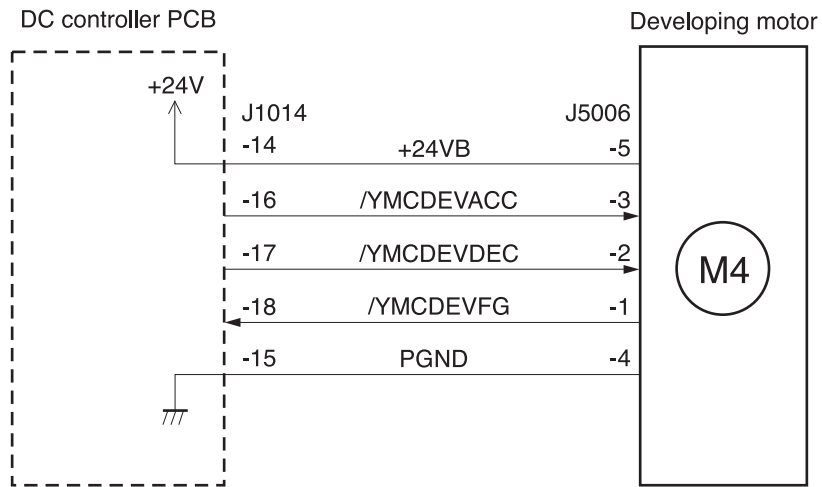 DC controller PCB
Developing motor
+24V
J1014
J5006
-14 +24VB -5
-16 /YMCDEVACC -3
-17 /YMCDEVDEC -2
M4
-18 /YMCDEVFG -1
-15 PGND -4